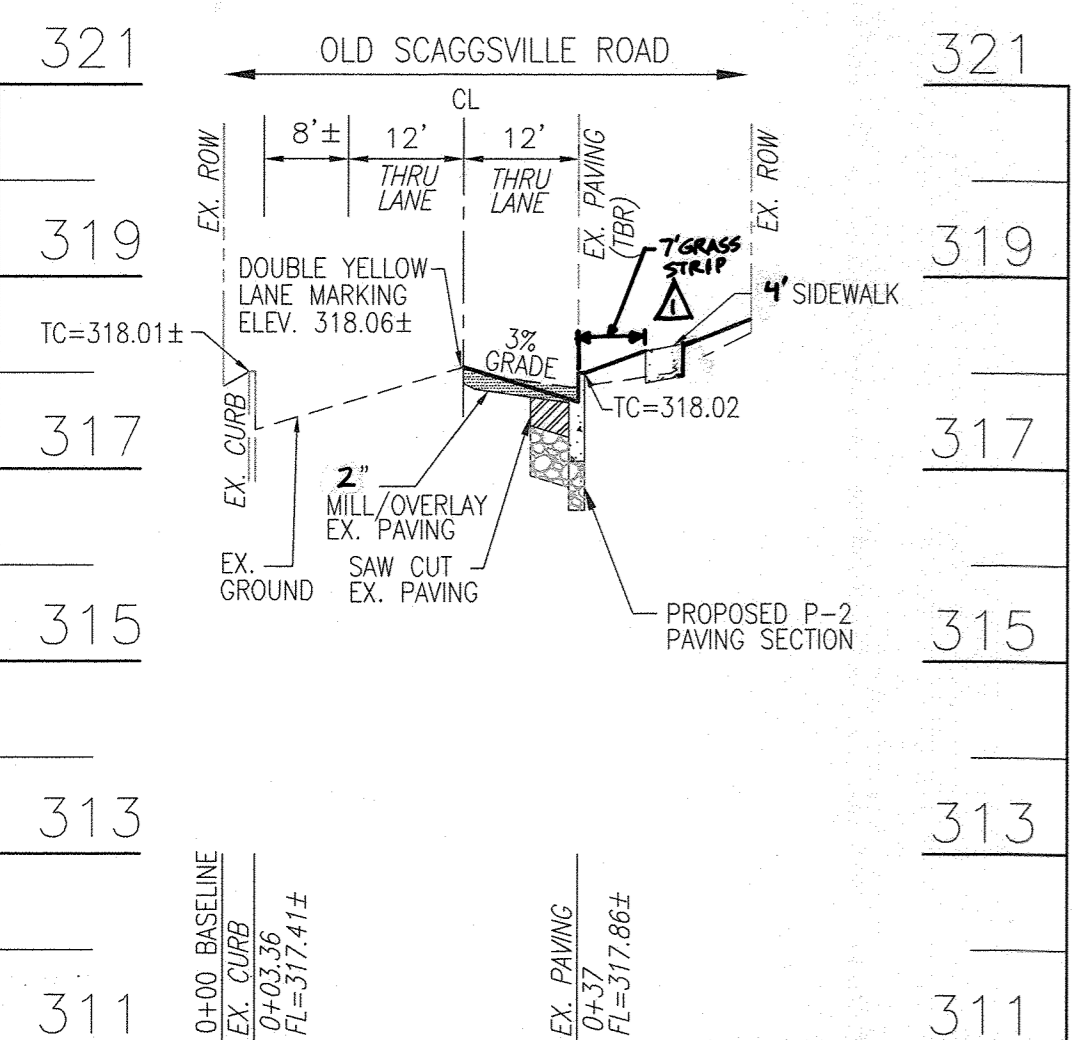 321
OLD SCAGGSVILLE ROAD
321
CL
8'±
12'
12'
THRU
LANE
THRU
LANE
EX. ROW
EX. PAVING
(TBR)
EX. ROW
319
319
7' GRASS
STRIP
1
4' SIDEWALK
DOUBLE YELLOW
LANE MARKING
ELEV. 318.06±
TC=318.01±
3%
GRADE
TC=318.02
317
317
EX. CURB
2"
MILL/OVERLAY
EX. PAVING
EX.
GROUND
SAW CUT
EX. PAVING
PROPOSED P-2
PAVING SECTION
315
315
313
313
0+00 BASELINE
EX. CURB
0+03.36
FL=317.41±
EX. PAVING
0+37
FL=317.86±
311
311